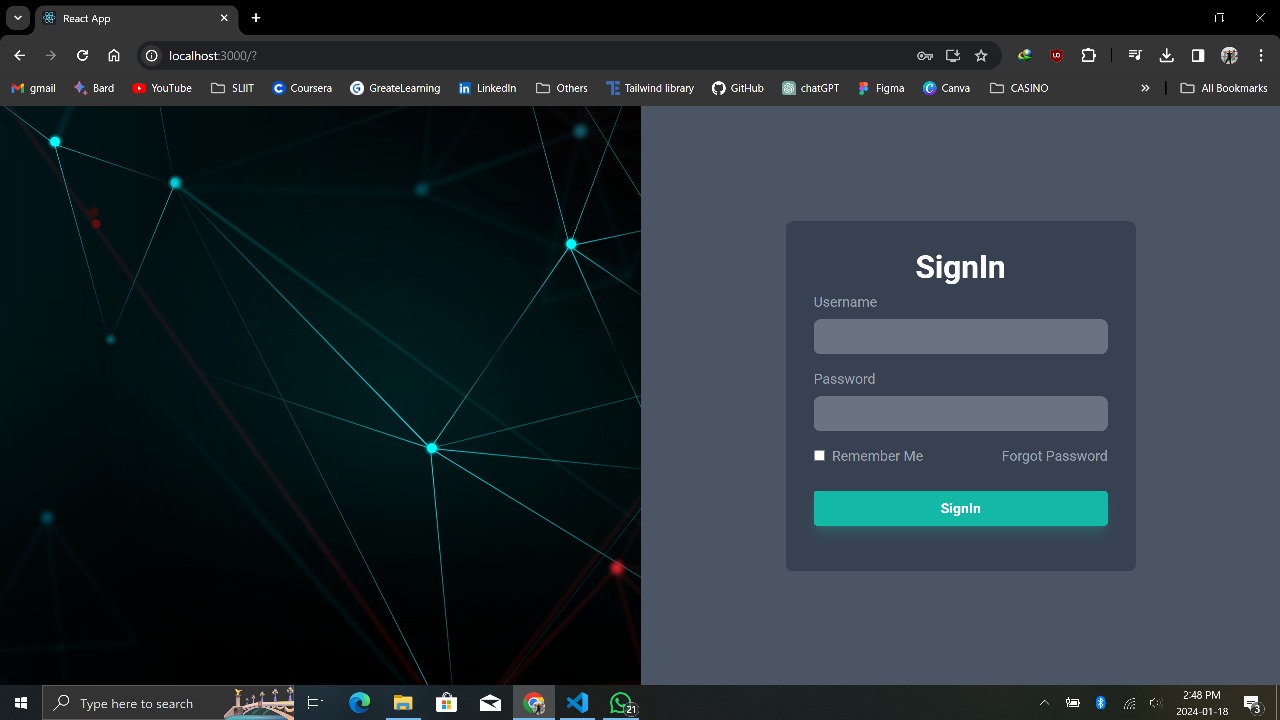 React App
localhost:3000/?
gmail
Bard
YouTube
SLIIT
Coursera
GreateLearning
LinkedIn
Others
Tailwind library
GitHub
chatGPT
Figma
Canva
CASINO
»
All Bookmarks
SignIn
Username
Password
Remember Me
Forgot Password
SignIn
Type here to search
21
2:48 PM
2024-01-18
3